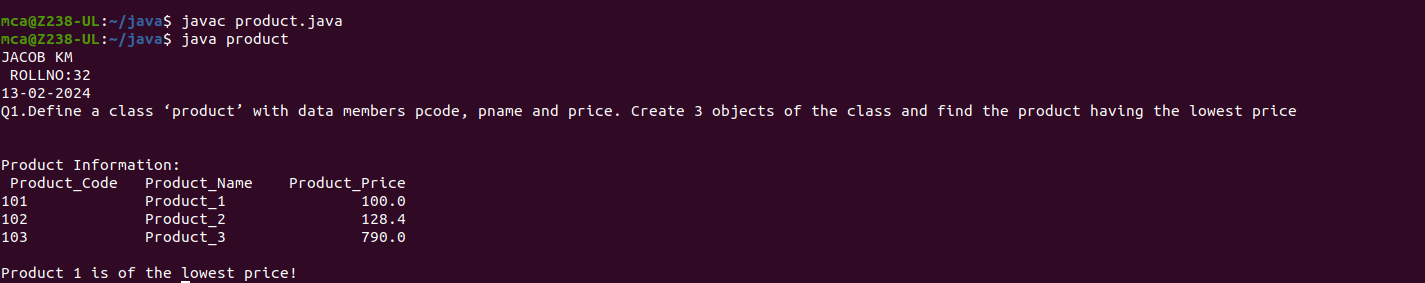 mca@Z238-UL:~/java$ javac product.java
mca@Z238-UL:~/java$ java product
JACOB KM
 ROLLNO:32
13-02-2024
Q1.Define a class ‘product’ with data members pcode, pname and price. Create 3 objects of the class and find the product having the lowest price
Product Information:
 Product_Code   Product_Name    Product_Price
101             Product_1               100.0
102             Product_2               128.4
103             Product_3               790.0
Product 1 is of the lowest price!